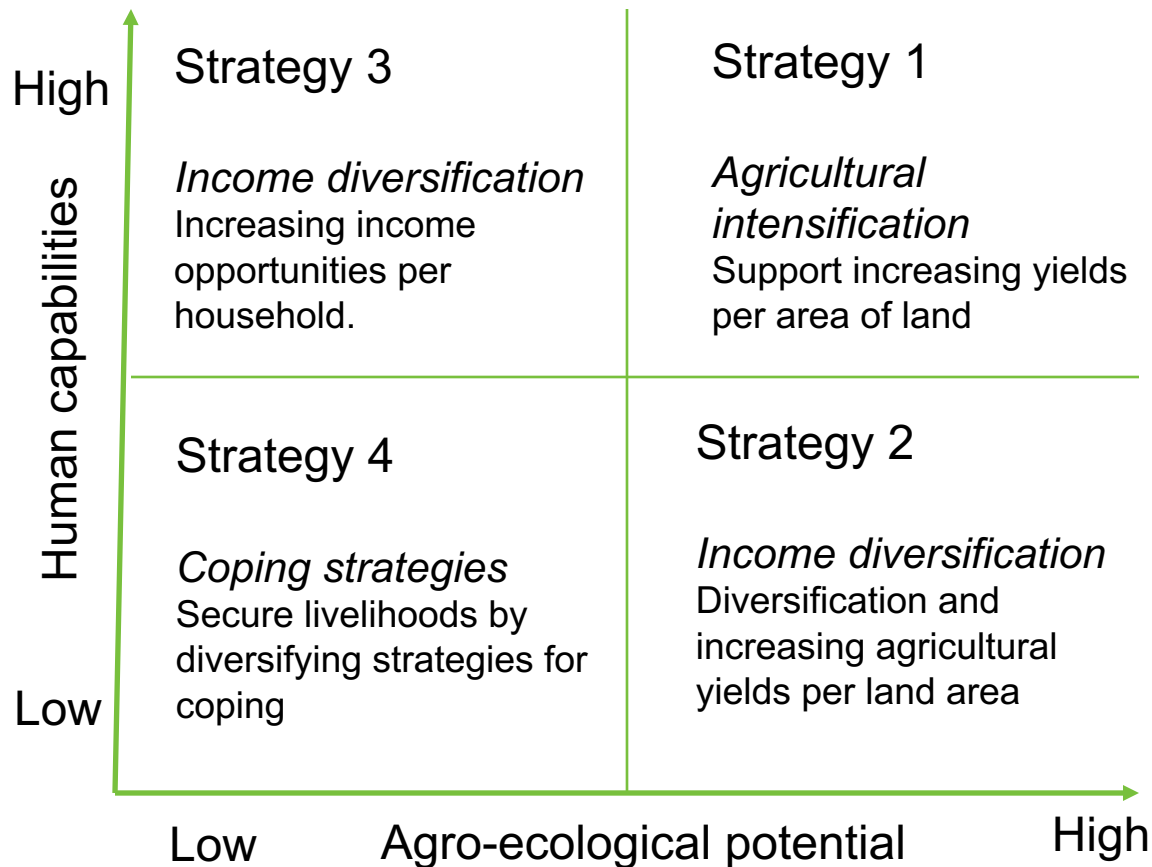 High
Human capabilities
Low
Strategy 3
Income diversification
Increasing income
opportunities per
household.
Strategy 1
Agricultural
intensification
Support increasing yields
per area of land
Strategy 4
Coping strategies
Secure livelihoods by
diversifying strategies for
coping
Strategy 2
Income diversification
Diversification and
increasing agricultural
yields per land area
Low
Agro-ecological potential
High